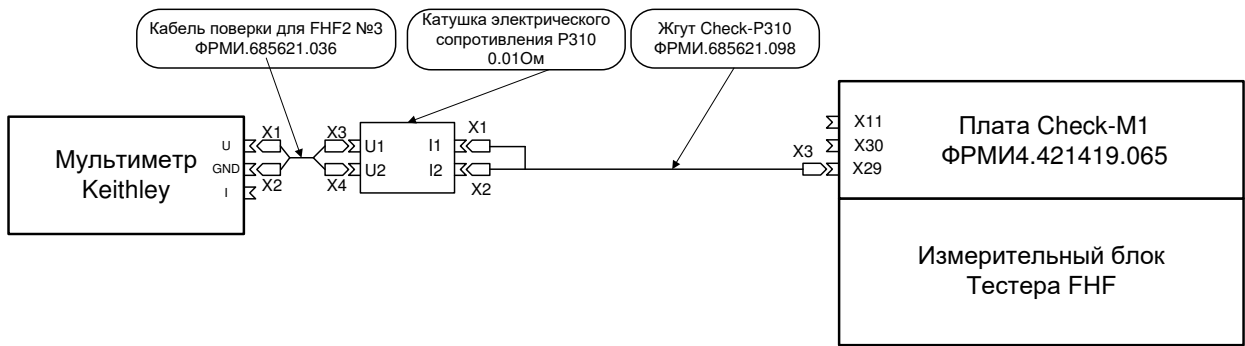 Кабель поверки для FHF2 №3
ФРМИ.685621.036
Катушка электрического
сопротивления Р310
0.01Ом
Жгут Check-P310
ФРМИ.685621.098
Мультиметр
Keithley
U
GND
I
X1
X2
X3
X4
U1
U2
I1
I2
X1
X2
X3
X11
X30
X29
Плата Check-M1
ФРМИ4.421419.065
Измерительный блок
Тестера FHF